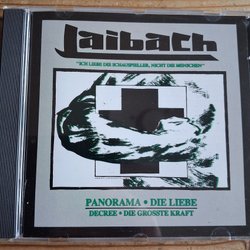 Laibach
"ICH LIEBE DIE SCHAUSPIELER, NICHT DIE MENSCHEN"
PANORAMA • DIE LIEBE
DECREE • DIE GROSSTE KRAFT